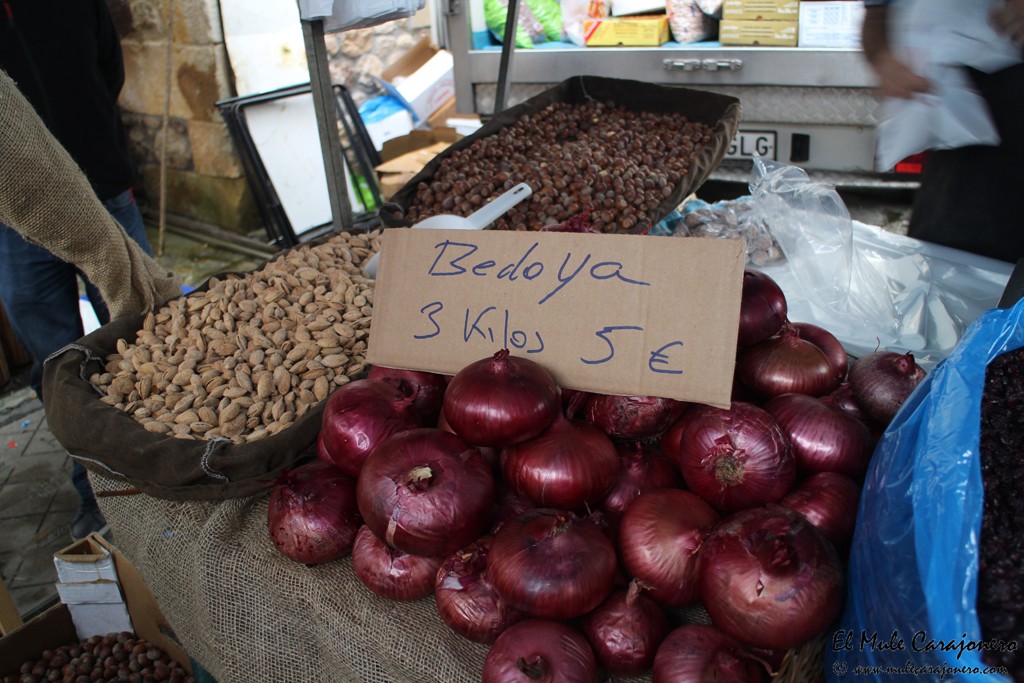 Bedoya
3 Kilos 5 €
GLG
El Mule Carajonero
© www.mulecarajonero.com